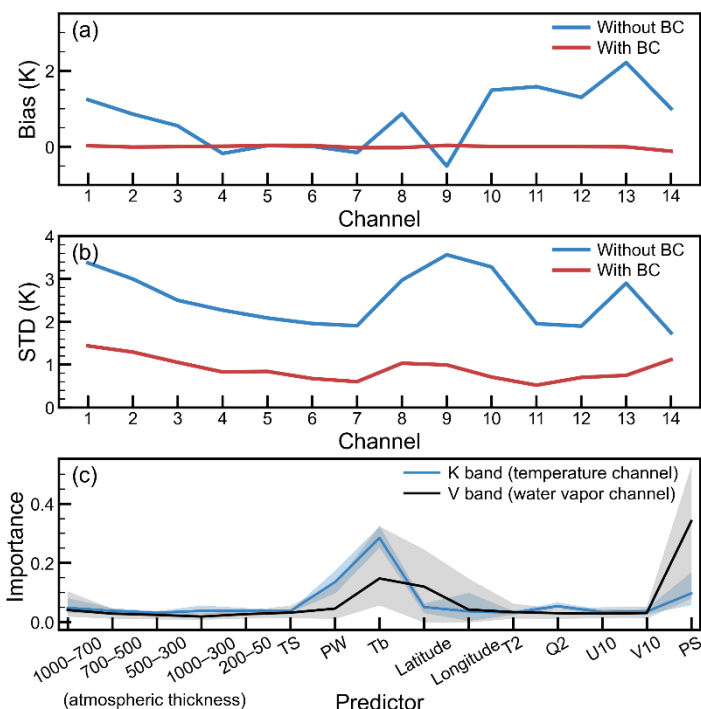 (a)
Without BC
With BC
Bias (K)
2
0
1 2 3 4 5 6 7 8 9 10 11 12 13 14
Channel
(b)
Without BC
With BC
STD (K)
4
3
2
1
0
1 2 3 4 5 6 7 8 9 10 11 12 13 14
Channel
(c)
K band (temperature channel)
V band (water vapor channel)
Importance
0.4
0.2
0.0
1000–700 700–500 500–300 1000–300 200–50 TS PW Tb Latitude Longitude T2 Q2 U10 V10 PS
(atmospheric thickness)
Predictor